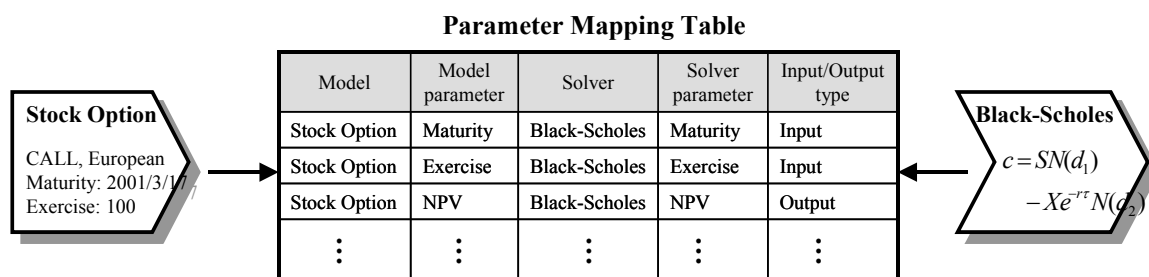 Parameter Mapping Table
Model Model parameter Solver Solver parameter Input/Output type
Stock Option Maturity Black-Scholes Maturity Input
Stock Option Exercise Black-Scholes Exercise Input
Stock Option NPV Black-Scholes NPV Output
⋮ ⋮ ⋮ ⋮ ⋮
Stock Option
CALL, European
Maturity: 2001/3/17
Exercise: 100
Black-Scholes
c = SN(d₁)
− Xe^{−rτ}N(d₂)